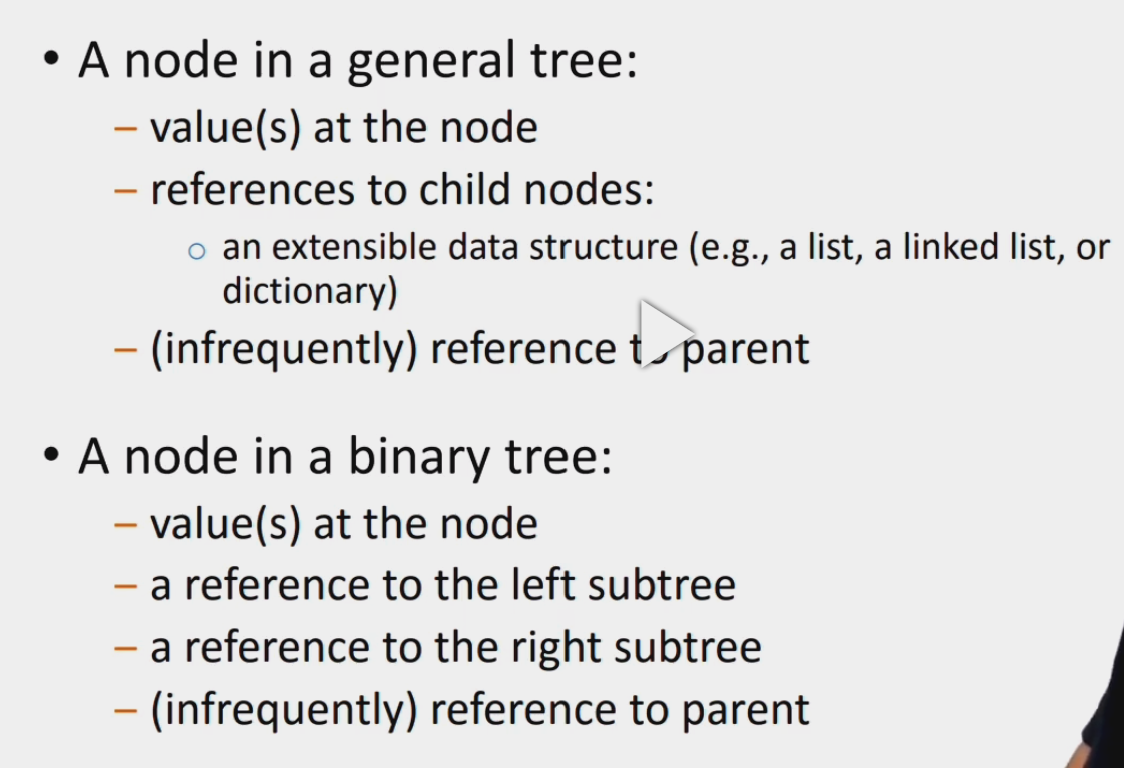 • A node in a general tree:
– value(s) at the node
– references to child nodes:
○ an extensible data structure (e.g., a list, a linked list, or
dictionary)
– (infrequently) reference to parent
• A node in a binary tree:
– value(s) at the node
– a reference to the left subtree
– a reference to the right subtree
– (infrequently) reference to parent